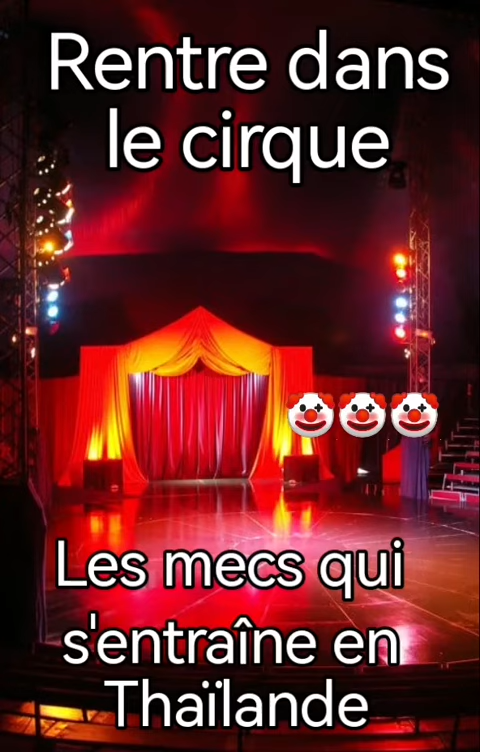 Rentre dans
le cirque
🤡🤡🤡
Les mecs qui
s'entraîne en
Thaïlande